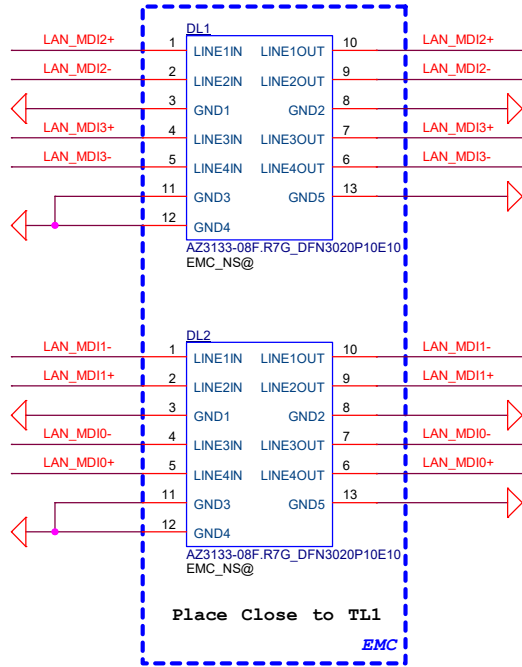 DL1
LAN_MDI2+ 1 LINE1IN LINE1OUT 10 LAN_MDI2+
LAN_MDI2- 2 LINE2IN LINE2OUT 9 LAN_MDI2-
3 GND1 GND2 8
LAN_MDI3+ 4 LINE3IN LINE3OUT 7 LAN_MDI3+
LAN_MDI3- 5 LINE4IN LINE4OUT 6 LAN_MDI3-
11 GND3 GND5 13
12 GND4
AZ3133-08F.R7G_DFN3020P10E10
EMC_NS@
DL2
LAN_MDI1- 1 LINE1IN LINE1OUT 10 LAN_MDI1-
LAN_MDI1+ 2 LINE2IN LINE2OUT 9 LAN_MDI1+
3 GND1 GND2 8
LAN_MDI0- 4 LINE3IN LINE3OUT 7 LAN_MDI0-
LAN_MDI0+ 5 LINE4IN LINE4OUT 6 LAN_MDI0+
11 GND3 GND5 13
12 GND4
AZ3133-08F.R7G_DFN3020P10E10
EMC_NS@
Place Close to TL1
EMC